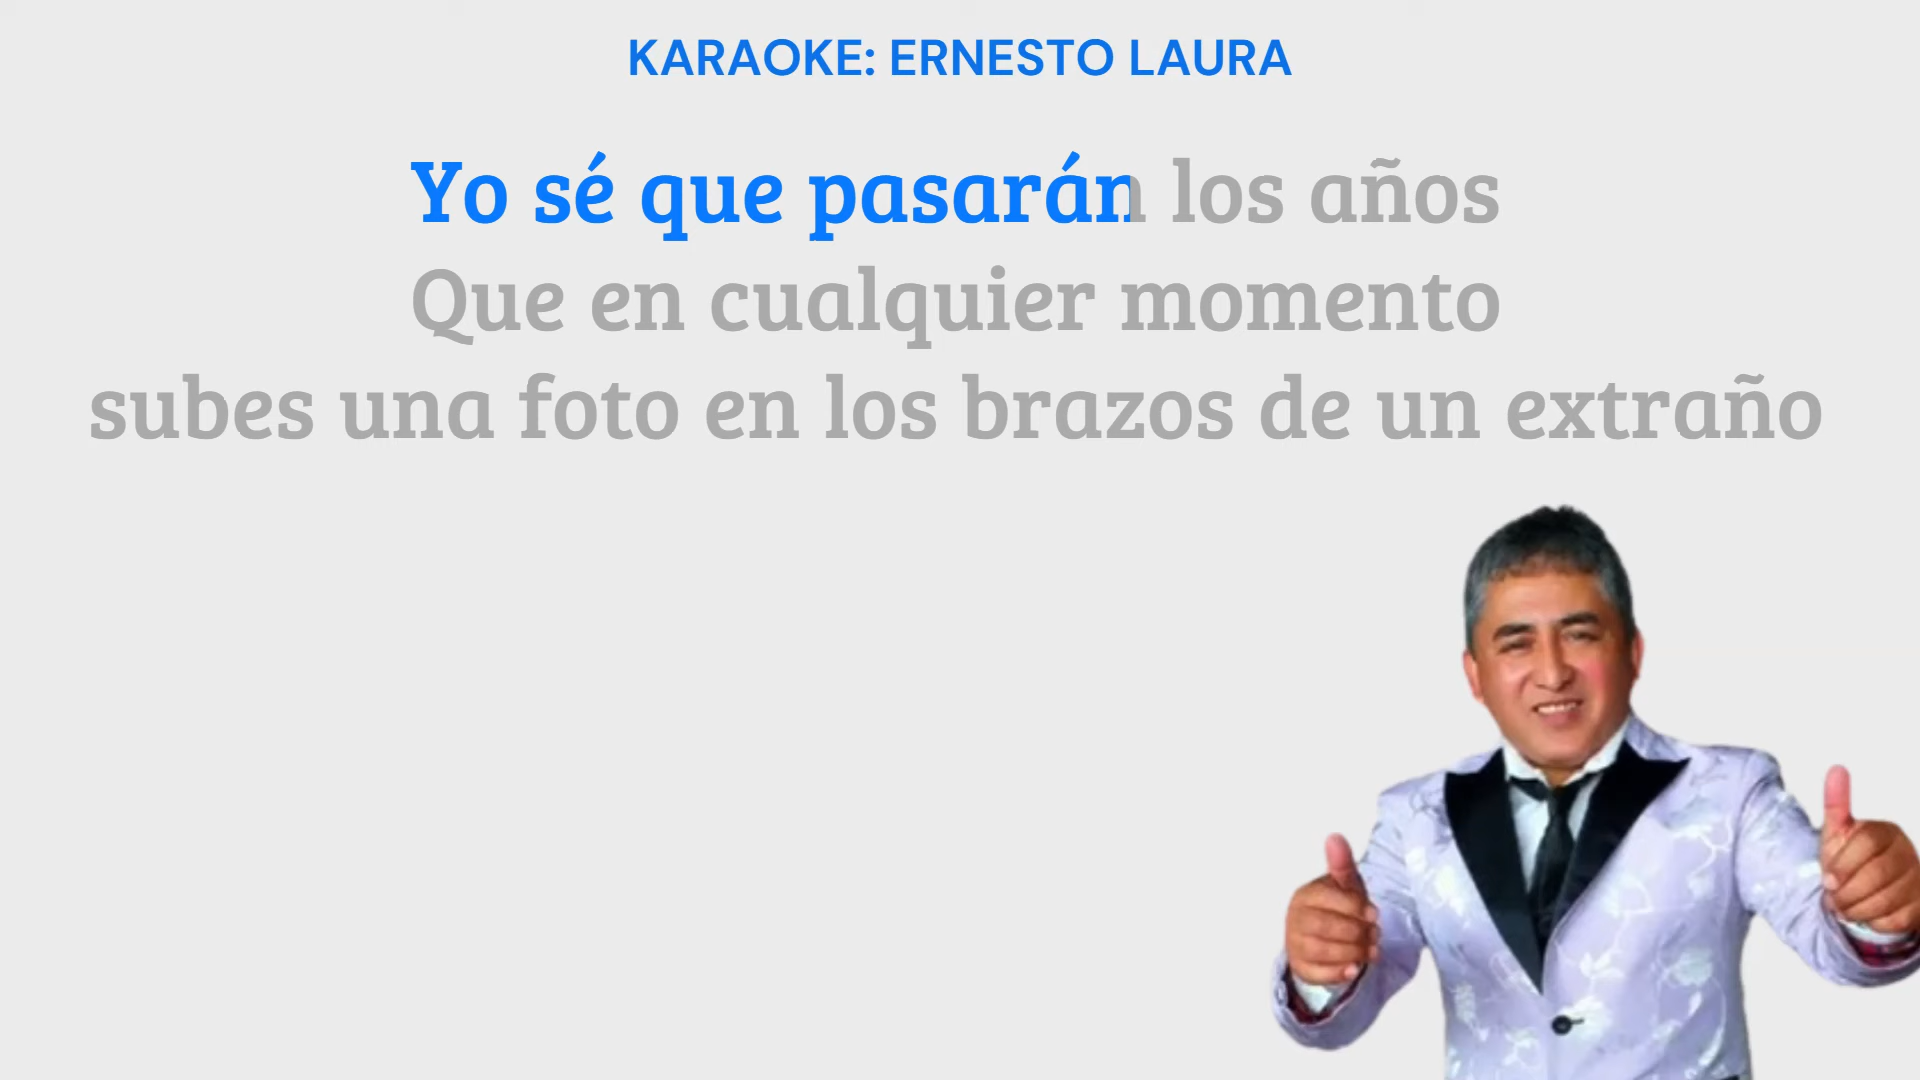 KARAOKE: ERNESTO LAURA
Yo sé que pasarán los años
Que en cualquier momento
subes una foto en los brazos de un extraño